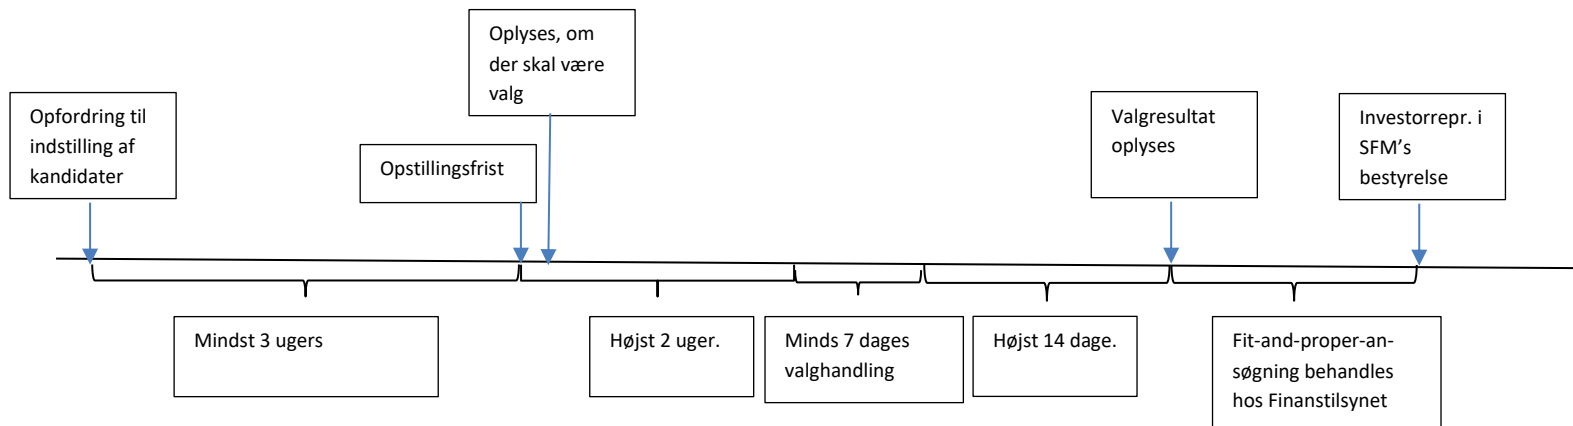 Opfordring til
indstilling af
kandidater
Opstillingsfrist
Oplyses, om
der skal være
valg
Valgresultat
oplyses
Investorrepr. i
SFM’s
bestyrelse
Mindst 3 ugers
Højst 2 uger.
Minds 7 dages
valghandling
Højst 14 dage.
Fit-and-proper-an-
søgning behandles
hos Finanstilsynet